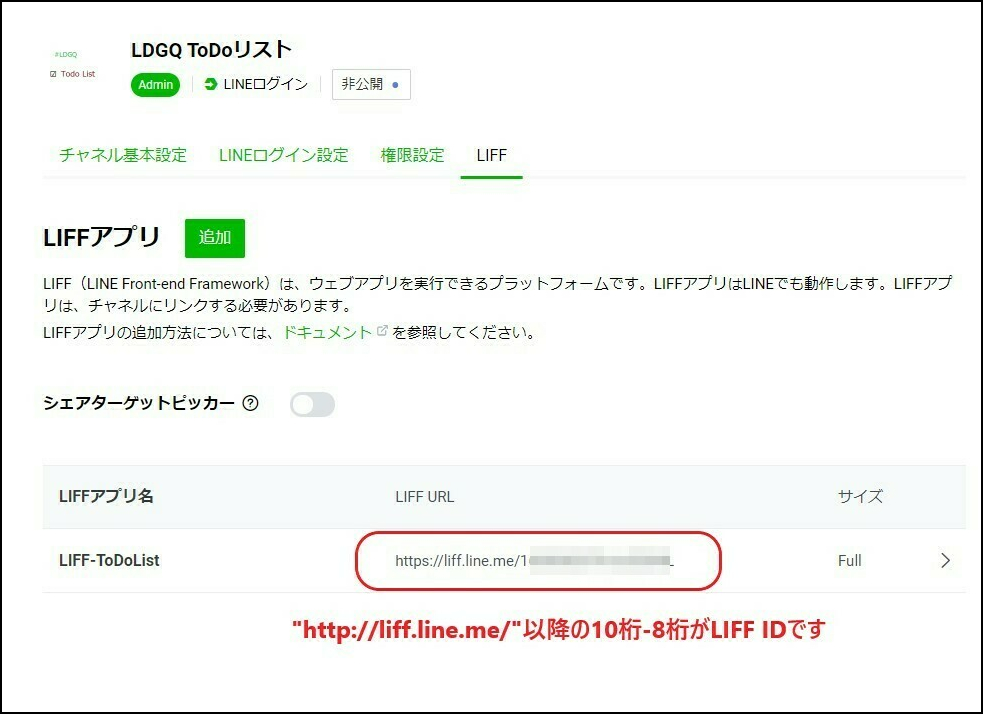 #LDGQ
☑ Todo List
LDGQ ToDoリスト
Admin
LINEログイン
非公開
チャネル基本設定 LINEログイン設定 権限設定 LIFF
LIFFアプリ 追加
LIFF（LINE Front-end Framework）は、ウェブアプリを実行できるプラットフォームです。LIFFアプリはLINEでも動作します。LIFFアプ
リは、チャネルにリンクする必要があります。
LIFFアプリの追加方法については、ドキュメントを参照してください。
シェアターゲットピッカー ?
LIFFアプリ名 LIFF URL サイズ
LIFF-ToDoList https://liff.line.me/1 Full
"http://liff.line.me/"以降の10桁-8桁がLIFF IDです